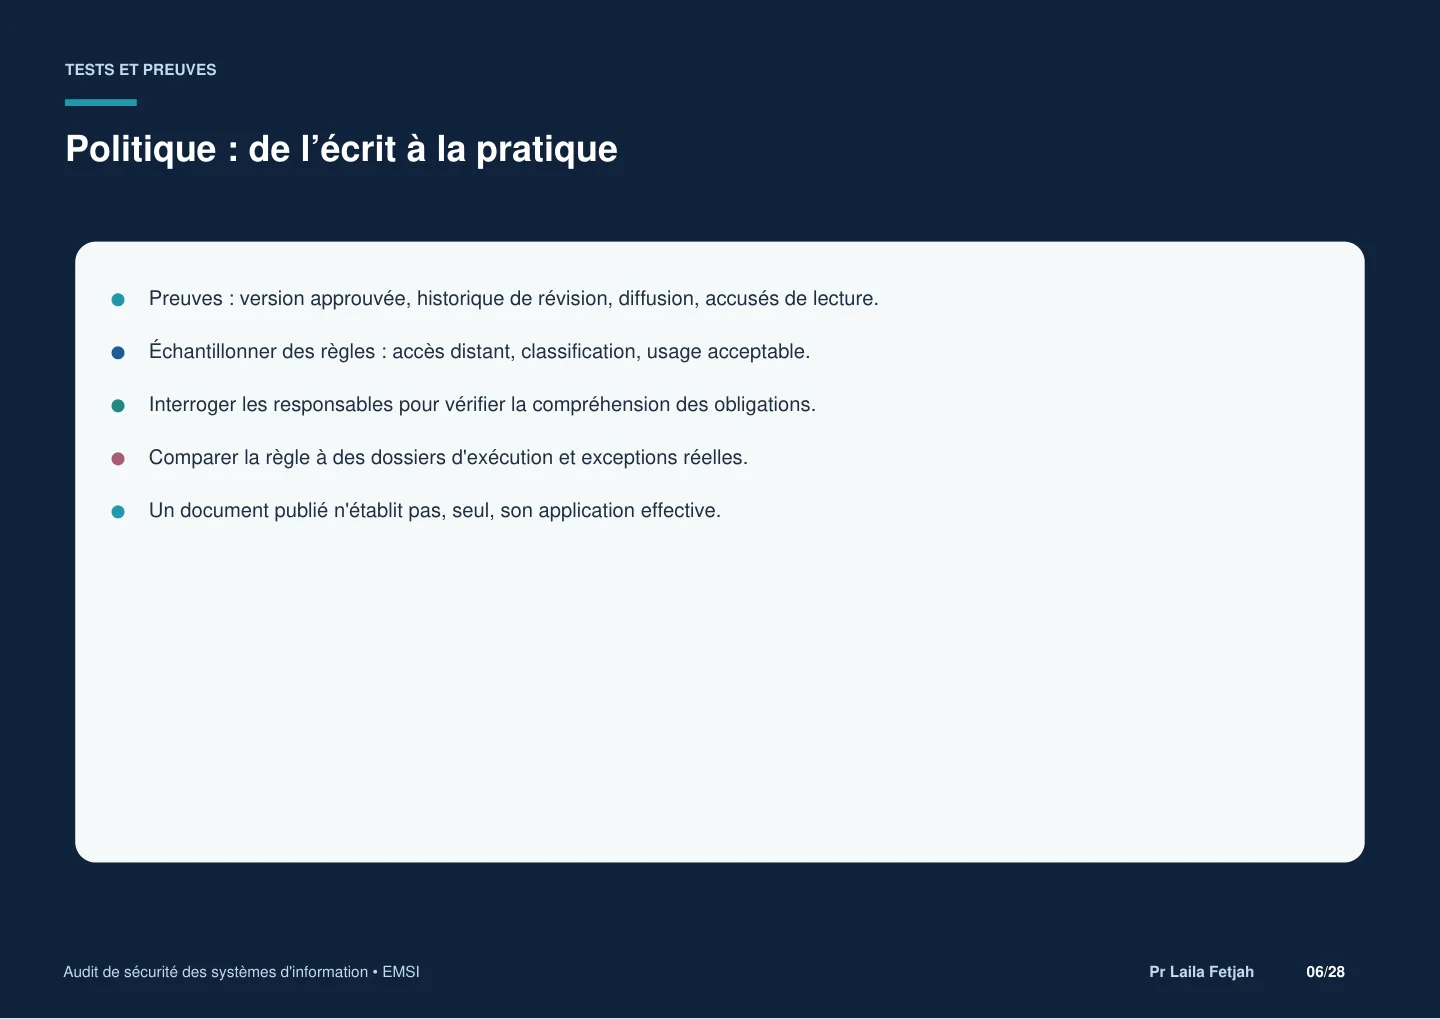 TESTS ET PREUVES
Politique : de l’écrit à la pratique
Preuves : version approuvée, historique de révision, diffusion, accusés de lecture.
Échantillonner des règles : accès distant, classification, usage acceptable.
Interroger les responsables pour vérifier la compréhension des obligations.
Comparer la règle à des dossiers d'exécution et exceptions réelles.
Un document publié n'établit pas, seul, son application effective.
Audit de sécurité des systèmes d'information • EMSI
Pr Laila Fetjah
06/28